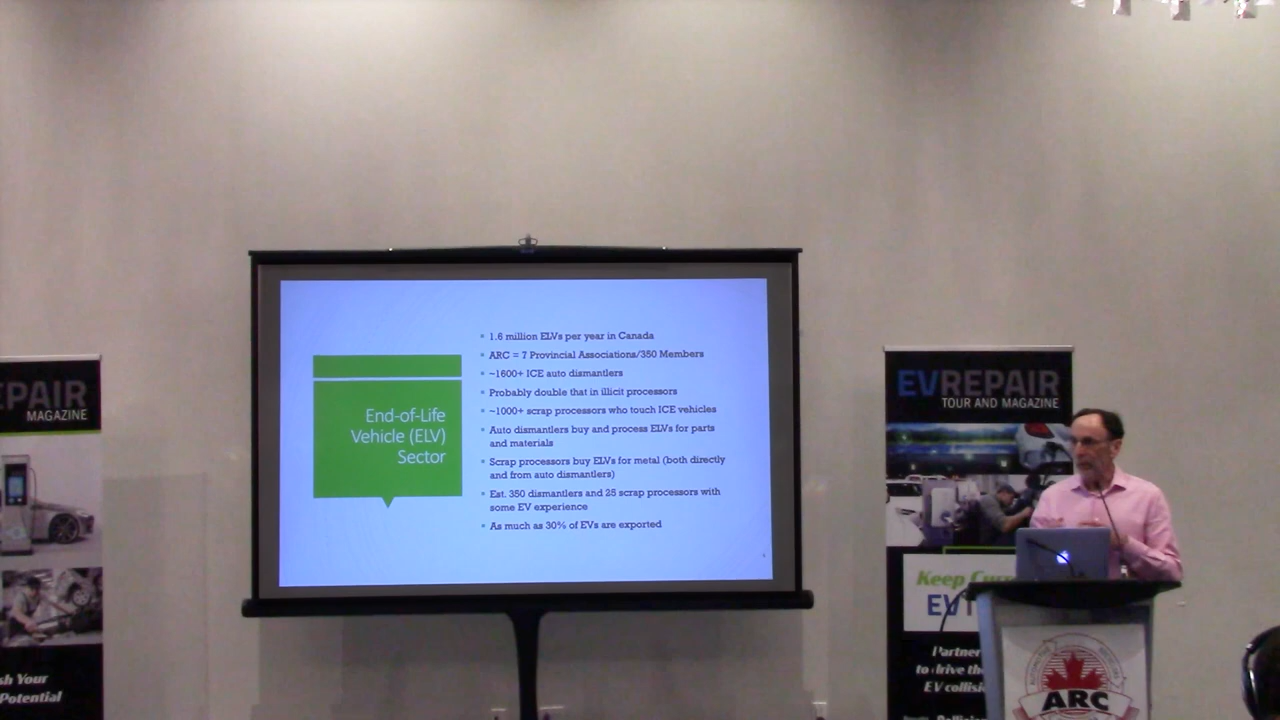 EPAIR
MAGAZINE
sh Your
Potential
End-of-Life
Vehicle (ELV)
Sector
1.6 million ELVs per year in Canada
ARC = 7 Provincial Associations/350 Members
~1600+ ICE auto dismantlers
Probably double that in illicit processors
~1000+ scrap processors who touch ICE vehicles
Auto dismantlers buy and process ELVs for parts
and materials
Scrap processors buy ELVs for metal (both directly
and from auto dismantlers)
Est. 350 dismantlers and 25 scrap processors with
some EV experience
As much as 30% of EVs are exported
EVREPAIR
TOUR AND MAGAZINE
Keep Curr
EV
Partner
to drive the
EV collisi
ARC